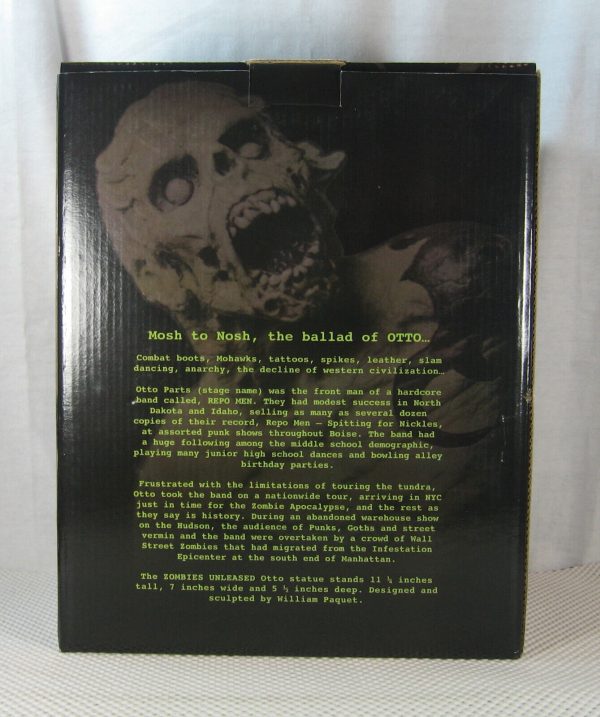 Mosh to Nosh, the ballad of OTTO…
Combat boots, Mohawks, tattoos, spikes, leather, slam
dancing, anarchy, the decline of western civilization…
Otto Parts (stage name) was the front man of a hardcore
band called, REPO MEN. They had modest success in North
Dakota and Idaho, selling as many as several dozen
copies of their record, Repo Men – Spitting for Nickles,
at assorted punk shows throughout Boise. The band had
a huge following among the middle school demographic,
playing many junior high school dances and bowling alley
birthday parties.
Frustrated with the limitations of touring the tundra,
Otto took the band on a nationwide tour, arriving in NYC
just in time for the Zombie Apocalypse, and the rest as
they say is history. During an abandoned warehouse show
on the Hudson, the audience of Punks, Goths and street
vermin and the band were overtaken by a crowd of Wall
Street Zombies that had migrated from the Infestation
Epicenter at the south end of Manhattan.
The ZOMBIES UNLEASED Otto statue stands 11 ¼ inches
tall, 7 inches wide and 5 ½ inches deep. Designed and
sculpted by William Paquet.